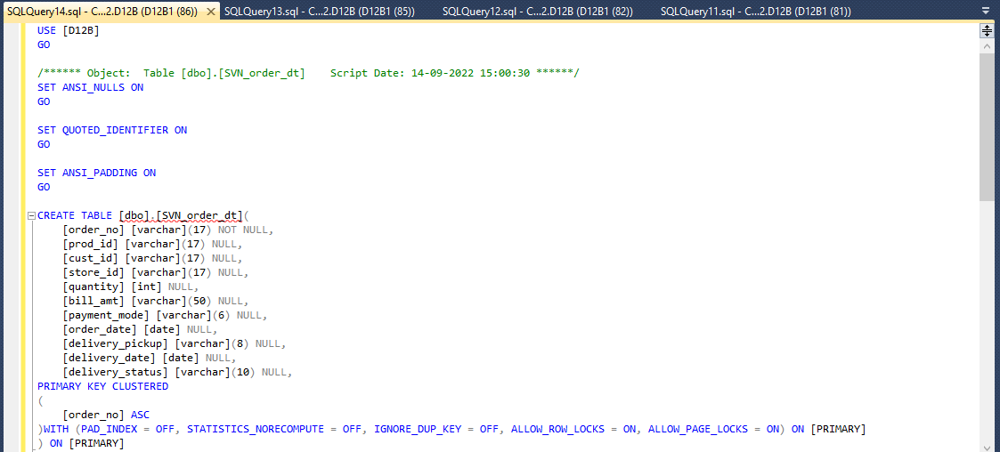 SQLQuery14.sql - C...2.D12B (D12B1 (86)) SQLQuery13.sql - C...2.D12B (D12B1 (85)) SQLQuery12.sql - C...2.D12B (D12B1 (82)) SQLQuery11.sql - C...2.D12B (D12B1 (81))
USE [D12B]
GO
/****** Object:  Table [dbo].[SVN_order_dt]    Script Date: 14-09-2022 15:00:30 ******/
SET ANSI_NULLS ON
GO
SET QUOTED_IDENTIFIER ON
GO
SET ANSI_PADDING ON
GO
CREATE TABLE [dbo].[SVN_order_dt](
[order_no] [varchar](17) NOT NULL,
[prod_id] [varchar](17) NULL,
[cust_id] [varchar](17) NULL,
[store_id] [varchar](17) NULL,
[quantity] [int] NULL,
[bill_amt] [varchar](50) NULL,
[payment_mode] [varchar](6) NULL,
[order_date] [date] NULL,
[delivery_pickup] [varchar](8) NULL,
[delivery_date] [date] NULL,
[delivery_status] [varchar](10) NULL,
PRIMARY KEY CLUSTERED
(
[order_no] ASC
)WITH (PAD_INDEX = OFF, STATISTICS_NORECOMPUTE = OFF, IGNORE_DUP_KEY = OFF, ALLOW_ROW_LOCKS = ON, ALLOW_PAGE_LOCKS = ON) ON [PRIMARY]
) ON [PRIMARY]